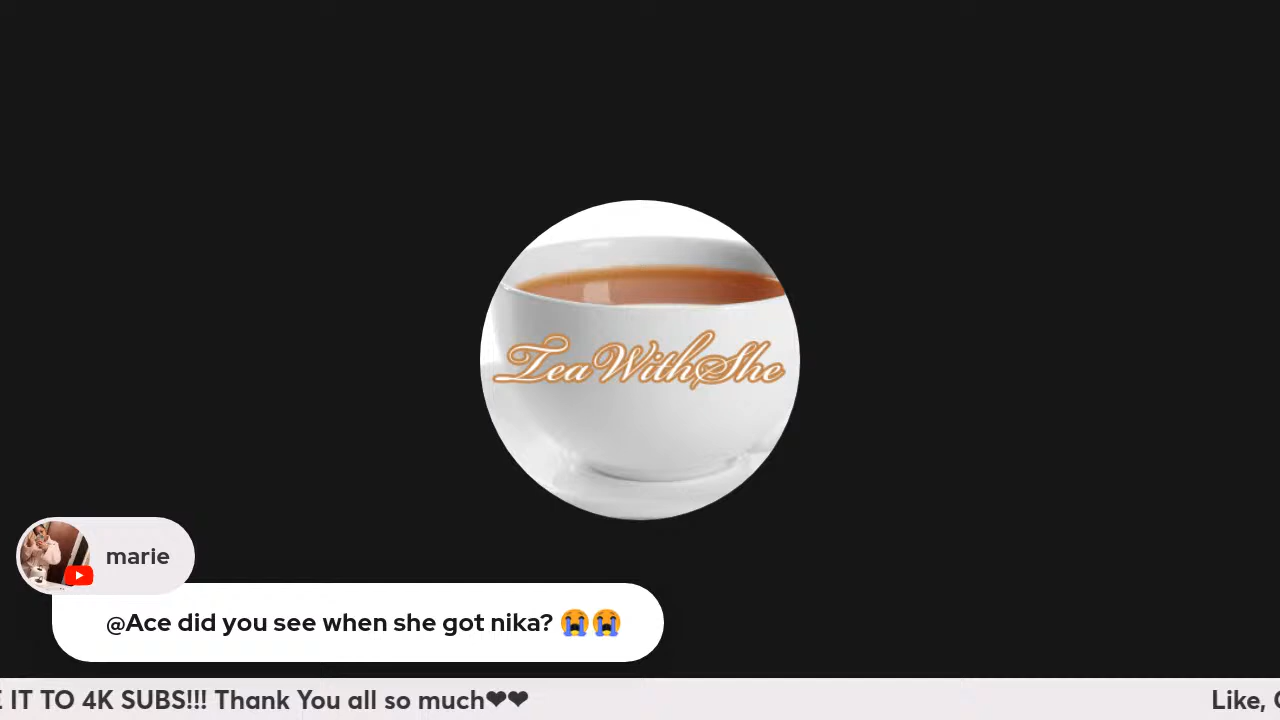 TeaWithShe
marie
@Ace did you see when she got nika? 😭😭
IT TO 4K SUBS!!! Thank You all so much❤❤
Like,